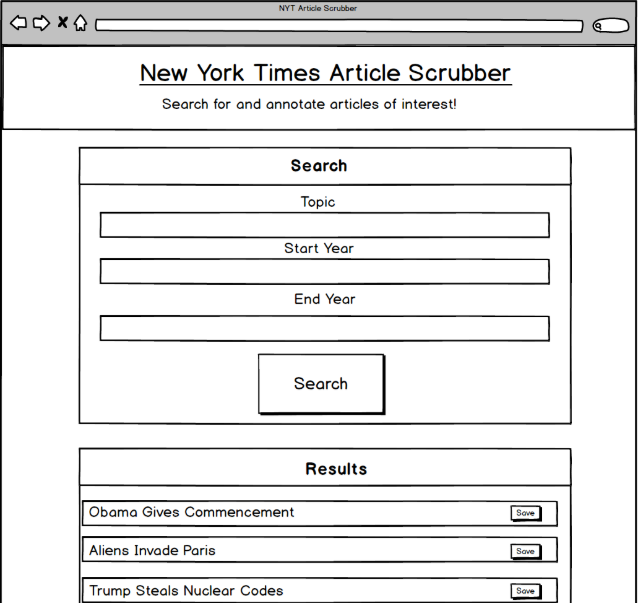 NYT Article Scrubber
New York Times Article Scrubber
Search for and annotate articles of interest!
Search
Topic
Start Year
End Year
Search
Results
Obama Gives Commencement
Save
Aliens Invade Paris
Save
Trump Steals Nuclear Codes
Save